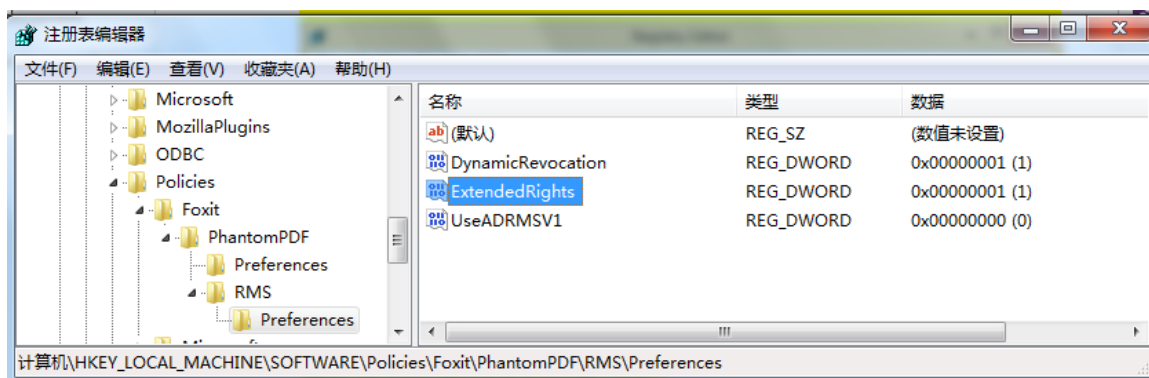 注册表编辑器
文件(F) 编辑(E) 查看(V) 收藏夹(A) 帮助(H)
Microsoft
MozillaPlugins
ODBC
Policies
Foxit
PhantomPDF
Preferences
RMS
Preferences
名称 类型 数据
ab (默认) REG_SZ (数值未设置)
DynamicRevocation REG_DWORD 0x00000001 (1)
ExtendedRights REG_DWORD 0x00000001 (1)
UseADRMSV1 REG_DWORD 0x00000000 (0)
计算机\HKEY_LOCAL_MACHINE\SOFTWARE\Policies\Foxit\PhantomPDF\RMS\Preferences